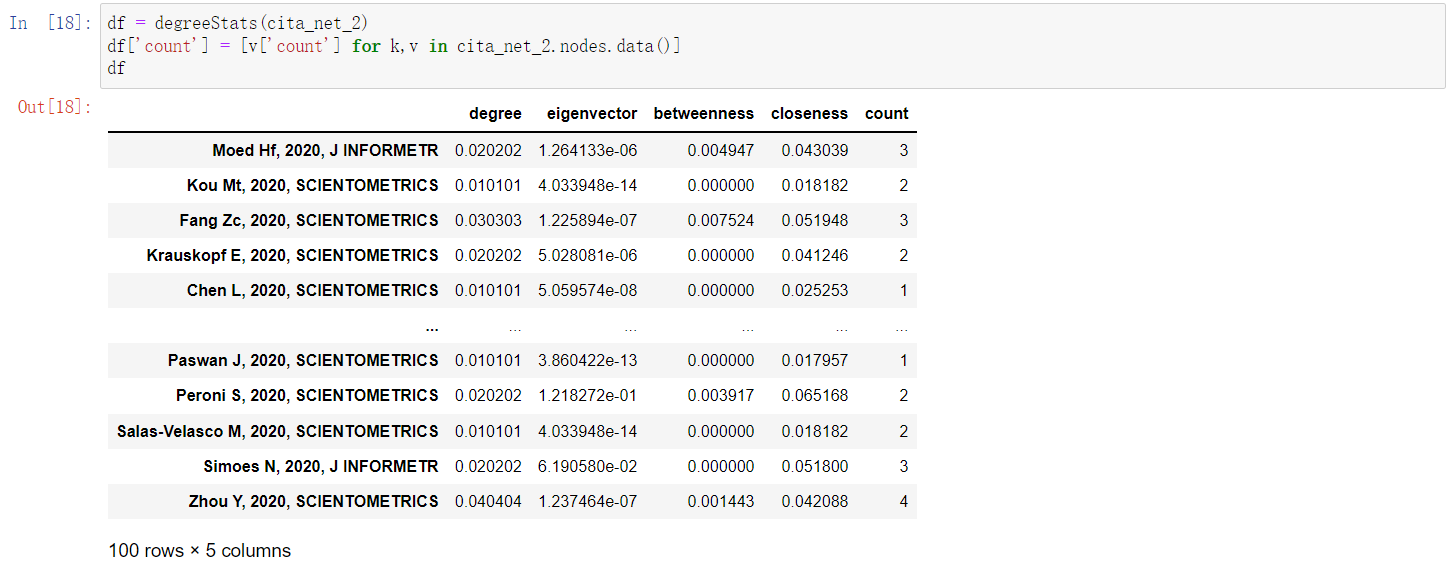 In [18]: df = degreeStats(cita_net_2)
df['count'] = [v['count'] for k,v in cita_net_2.nodes.data()]
df
Out[18]:
degree eigenvector betweenness closeness count
Moed Hf, 2020, J INFORMETR 0.020202 1.264133e-06 0.004947 0.043039 3
Kou Mt, 2020, SCIENTOMETRICS 0.010101 4.033948e-14 0.000000 0.018182 2
Fang Zc, 2020, SCIENTOMETRICS 0.030303 1.225894e-07 0.007524 0.051948 3
Krauskopf E, 2020, SCIENTOMETRICS 0.020202 5.028081e-06 0.000000 0.041246 2
Chen L, 2020, SCIENTOMETRICS 0.010101 5.059574e-08 0.000000 0.025253 1
... ... ... ... ... ...
Paswan J, 2020, SCIENTOMETRICS 0.010101 3.860422e-13 0.000000 0.017957 1
Peroni S, 2020, SCIENTOMETRICS 0.020202 1.218272e-01 0.003917 0.065168 2
Salas-Velasco M, 2020, SCIENTOMETRICS 0.010101 4.033948e-14 0.000000 0.018182 2
Simoes N, 2020, J INFORMETR 0.020202 6.190580e-02 0.000000 0.051800 3
Zhou Y, 2020, SCIENTOMETRICS 0.040404 1.237464e-07 0.001443 0.042088 4
100 rows × 5 columns